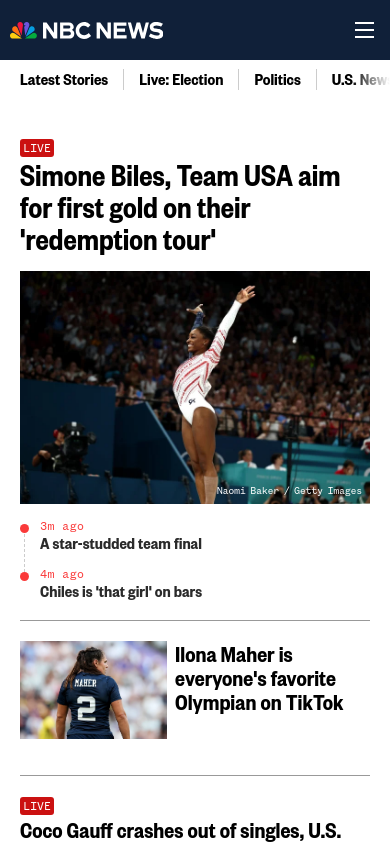 NBC NEWS
Latest Stories
Live: Election
Politics
U.S. New
LIVE
Simone Biles, Team USA aim
for first gold on their
'redemption tour'
Naomi Baker / Getty Images
3m ago
A star-studded team final
4m ago
Chiles is 'that girl' on bars
MAHER
2
Ilona Maher is
everyone's favorite
Olympian on TikTok
LIVE
Coco Gauff crashes out of singles, U.S.